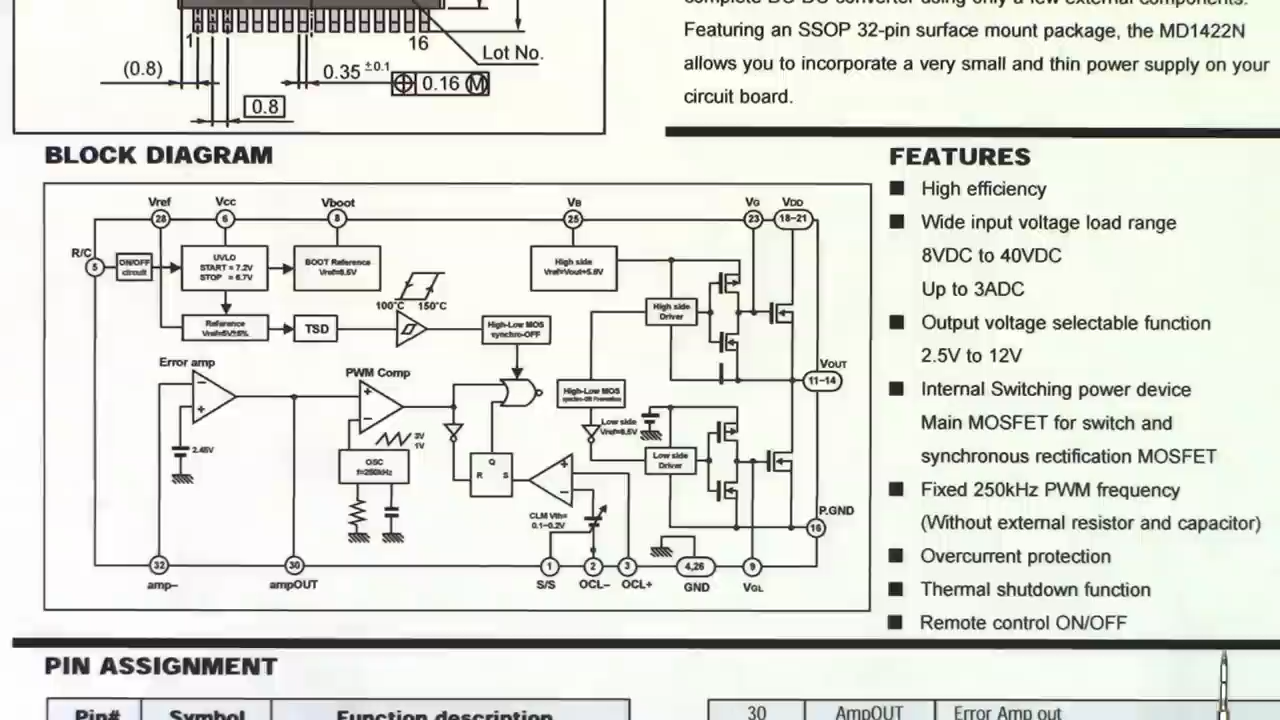 1
16
Lot No.
(0.8)
0.35 ±0.1
0.16 M
0.8
Featuring an SSOP 32-pin surface mount package, the MD1422N
allows you to incorporate a very small and thin power supply on your
circuit board.
BLOCK DIAGRAM
Vref
Vcc
Vboot
VB
VG
VDD
28
6
8
25
23
18-21
R/C
5
ON/OFF
circuit
UVLO
START = 7.2V
STOP = 6.7V
BOOT Reference
High side
100°C 150°C
Reference
TSD
High-Low MOS
synchro-OFF
High side
Driver
VOUT
11-14
Error amp
PWM Comp
High-Low MOS
Low side
2.45V
3V
1V
OSC
f=250kHz
Q
R
S
Low side
Driver
CLM Vth=
0.1~0.2V
P.GND
16
32
30
1
2
3
4,26
9
amp−
ampOUT
S/S
OCL−
OCL+
GND
VGL
FEATURES
High efficiency
Wide input voltage load range
8VDC to 40VDC
Up to 3ADC
Output voltage selectable function
2.5V to 12V
Internal Switching power device
Main MOSFET for switch and
synchronous rectification MOSFET
Fixed 250kHz PWM frequency
(Without external resistor and capacitor)
Overcurrent protection
Thermal shutdown function
Remote control ON/OFF
PIN ASSIGNMENT
Pin# Symbol Function description
30 AmpOUT Error Amp out